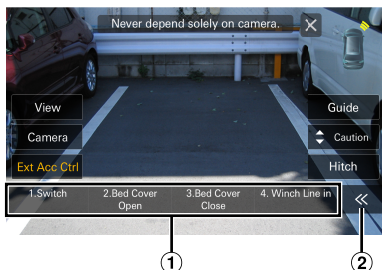 Never depend solely on camera.
View
Guide
Camera
Caution
Ext Acc Ctrl
Hitch
1.Switch
2.Bed Cover
Open
3.Bed Cover
Close
4. Winch Line in
1
2